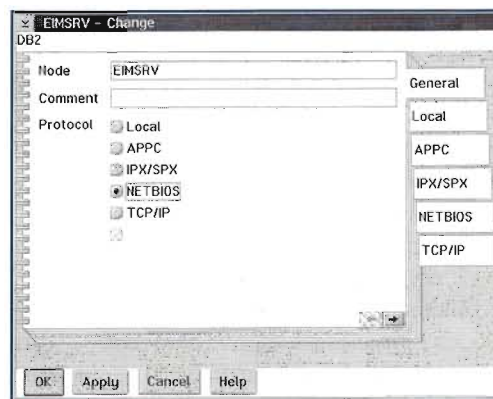 EIMSRV - Change
DB2
Node EIMSRV
Comment
Protocol
Local
APPC
IPX/SPX
NETBIOS
TCP/IP
General
Local
APPC
IPX/SPX
NETBIOS
TCP/IP
OK Apply Cancel Help